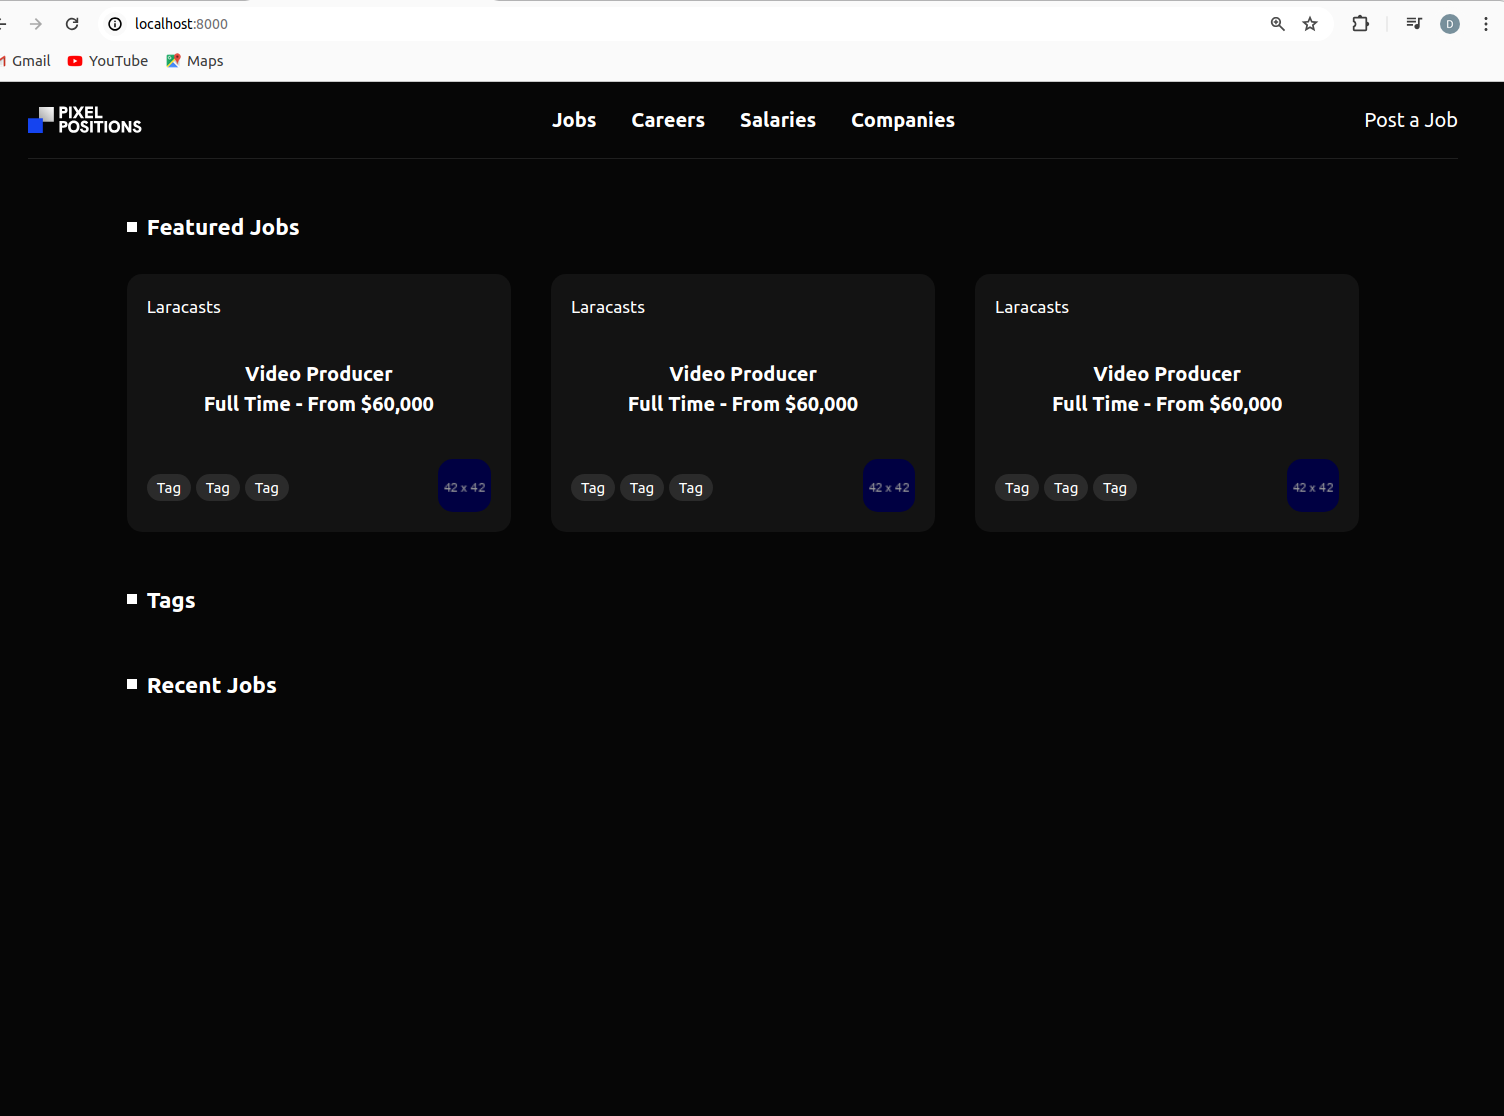 localhost:8000
D
Gmail YouTube Maps
PIXEL
POSITIONS
Jobs Careers Salaries Companies
Post a Job
Featured Jobs
Laracasts
Video Producer
Full Time - From $60,000
Tag Tag Tag
42 x 42
Laracasts
Video Producer
Full Time - From $60,000
Tag Tag Tag
42 x 42
Laracasts
Video Producer
Full Time - From $60,000
Tag Tag Tag
42 x 42
Tags
Recent Jobs